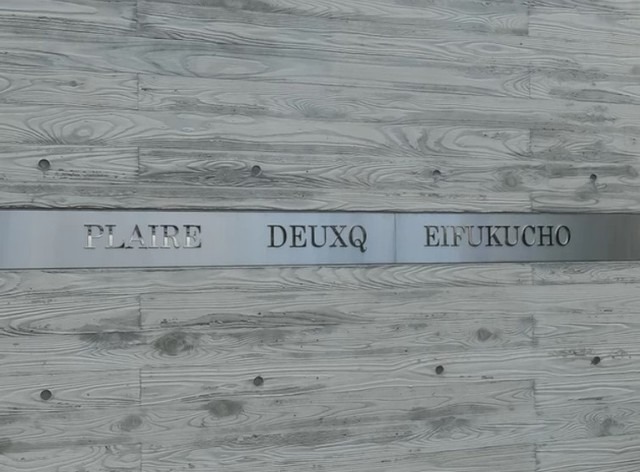 PLAIRE DEUXQ EIFUKUCHO